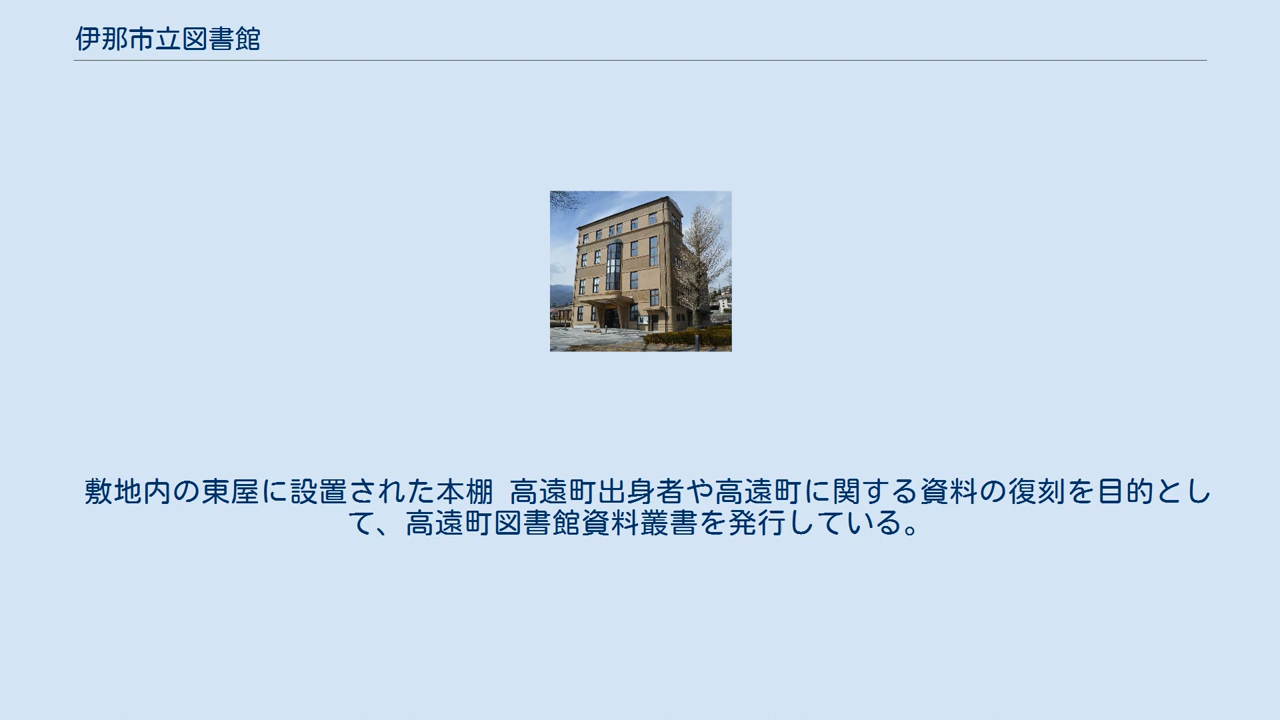 伊那市立図書館
敷地内の東屋に設置された本棚 高遠町出身者や高遠町に関する資料の復刻を目的とし
て、高遠町図書館資料叢書を発行している。